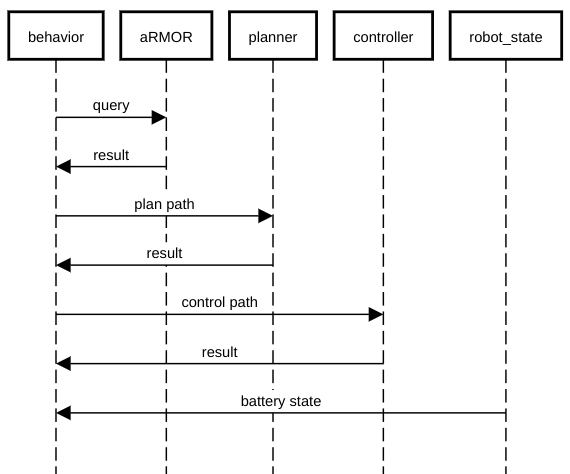 behavior
aRMOR
planner
controller
robot_state
query
result
plan path
result
control path
result
battery state